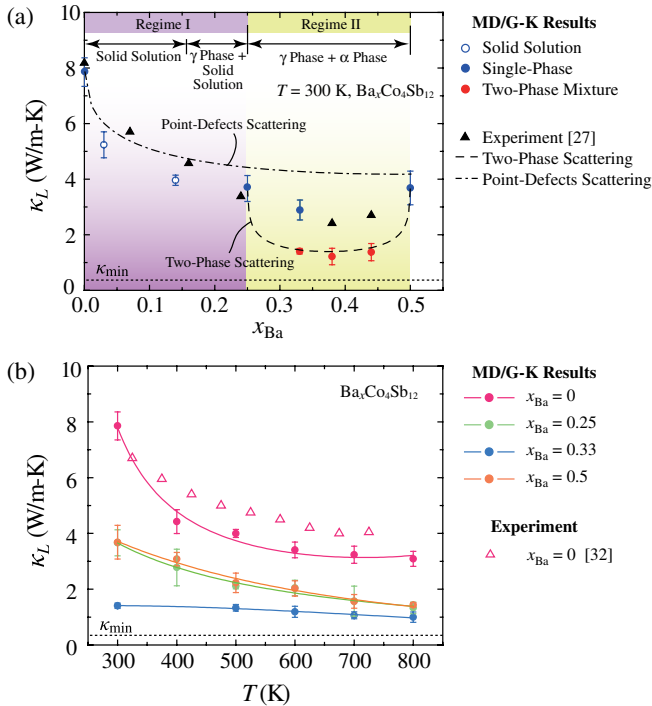 (a)
Regime I
Regime II
Solid Solution
γ Phase +
Solid
Solution
γ Phase + α Phase
T = 300 K, BaxCo4Sb12
Point-Defects Scattering
Two-Phase Scattering
κmin
κL (W/m-K)
10
8
6
4
2
0
0.0
0.1
0.2
0.3
0.4
0.5
xBa
MD/G-K Results
Solid Solution
Single-Phase
Two-Phase Mixture
Experiment [27]
Two-Phase Scattering
Point-Defects Scattering
(b)
BaxCo4Sb12
κL (W/m-K)
10
8
6
4
2
0
κmin
300
400
500
600
700
800
T (K)
MD/G-K Results
xBa = 0
xBa = 0.25
xBa = 0.33
xBa = 0.5
Experiment
xBa = 0 [32]